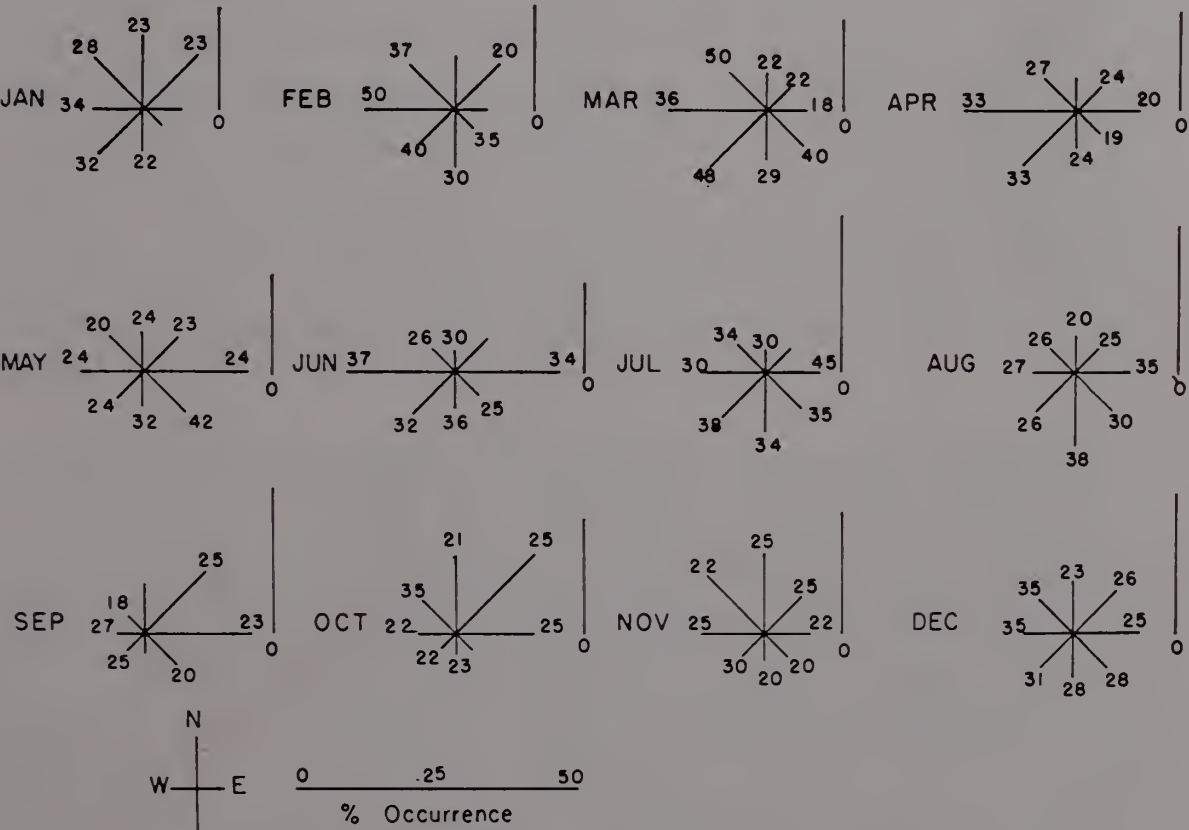 23
28 23
JAN 34 0
32 22
37 20
FEB 50 0
40 35
30
50 22
22
MAR 36 18 0
48 29 40
27 24
APR 33 20 0
19
33 24
24
20 23
MAY 24 24 0
24 32 42
26 30
JUN 37 34 0
32 36 25
34 30
JUL 30 45 0
38 34 35
20
26 25
AUG 27 35 0
26 30
38
25
18
SEP 27 23 0
25 20
21 25
35
OCT 22 25 0
22 23
25
22 25
NOV 25 22 0
30 20 20
23
35 26
DEC 35 25 0
31 28 28
N
W E
0 .25 50
% Occurrence